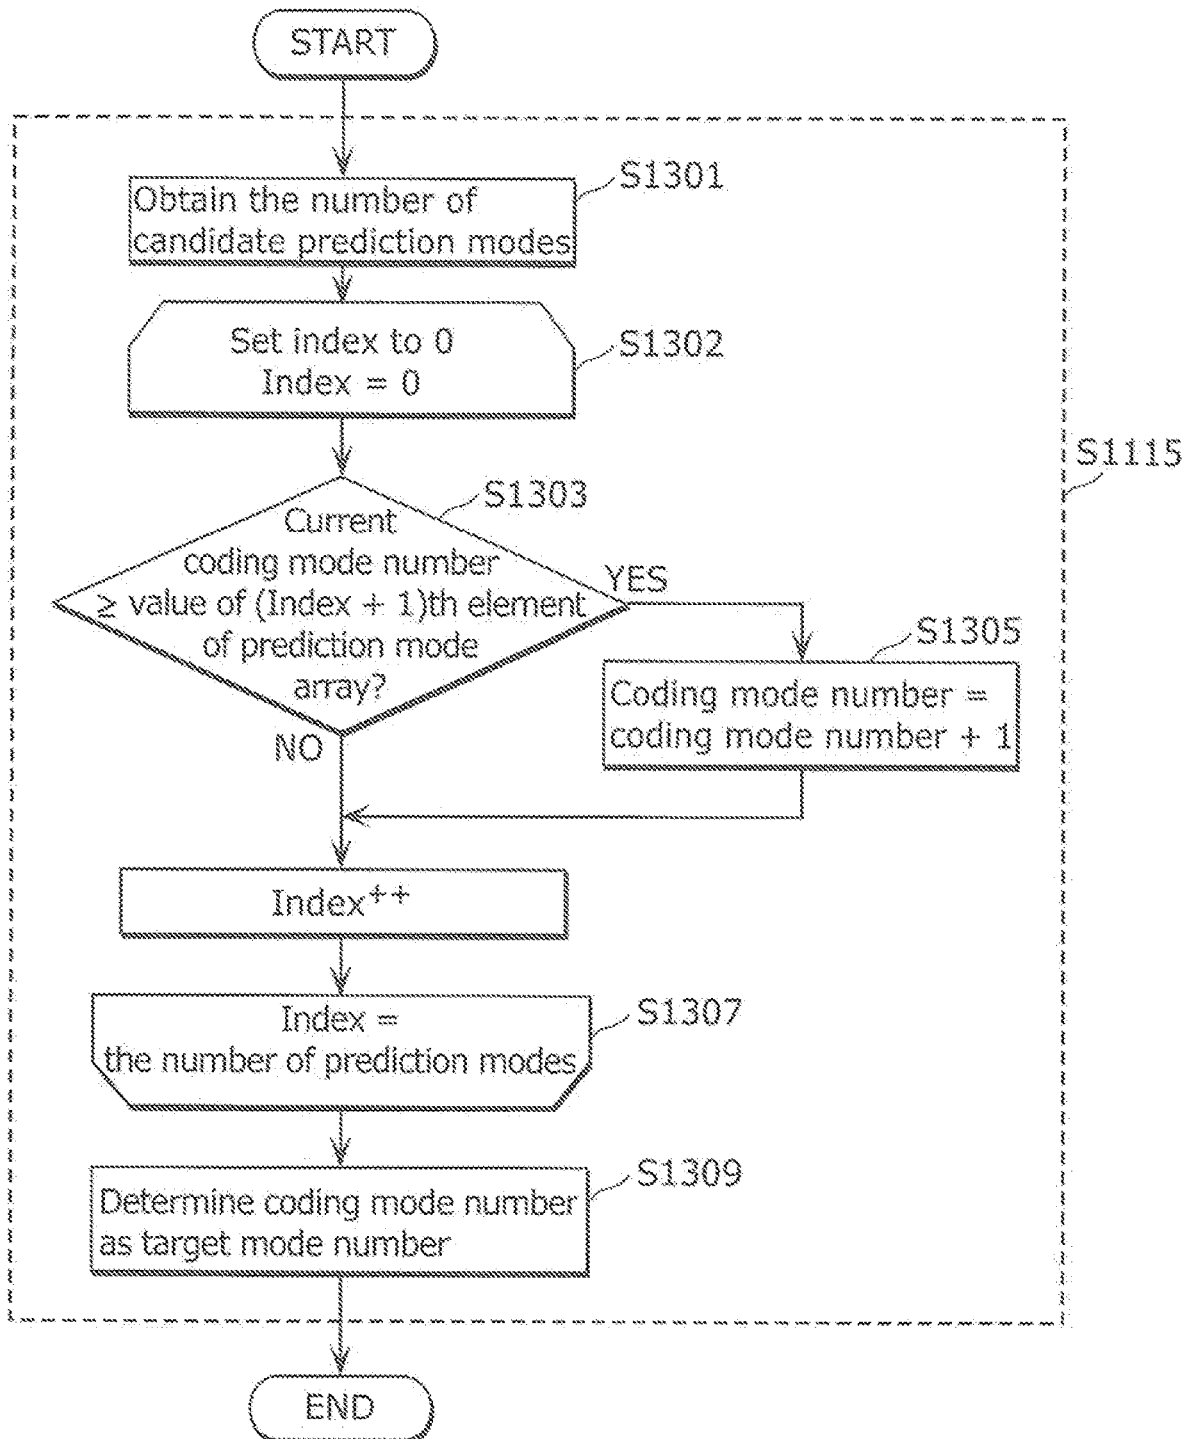 START
S1301
Obtain the number of
candidate prediction modes
Set index to 0
Index = 0
S1302
S1115
S1303
Current
coding mode number
≥ value of (Index + 1)th element
of prediction mode
array?
YES
NO
S1305
Coding mode number =
coding mode number + 1
Index++
Index =
the number of prediction modes
S1307
S1309
Determine coding mode number
as target mode number
END